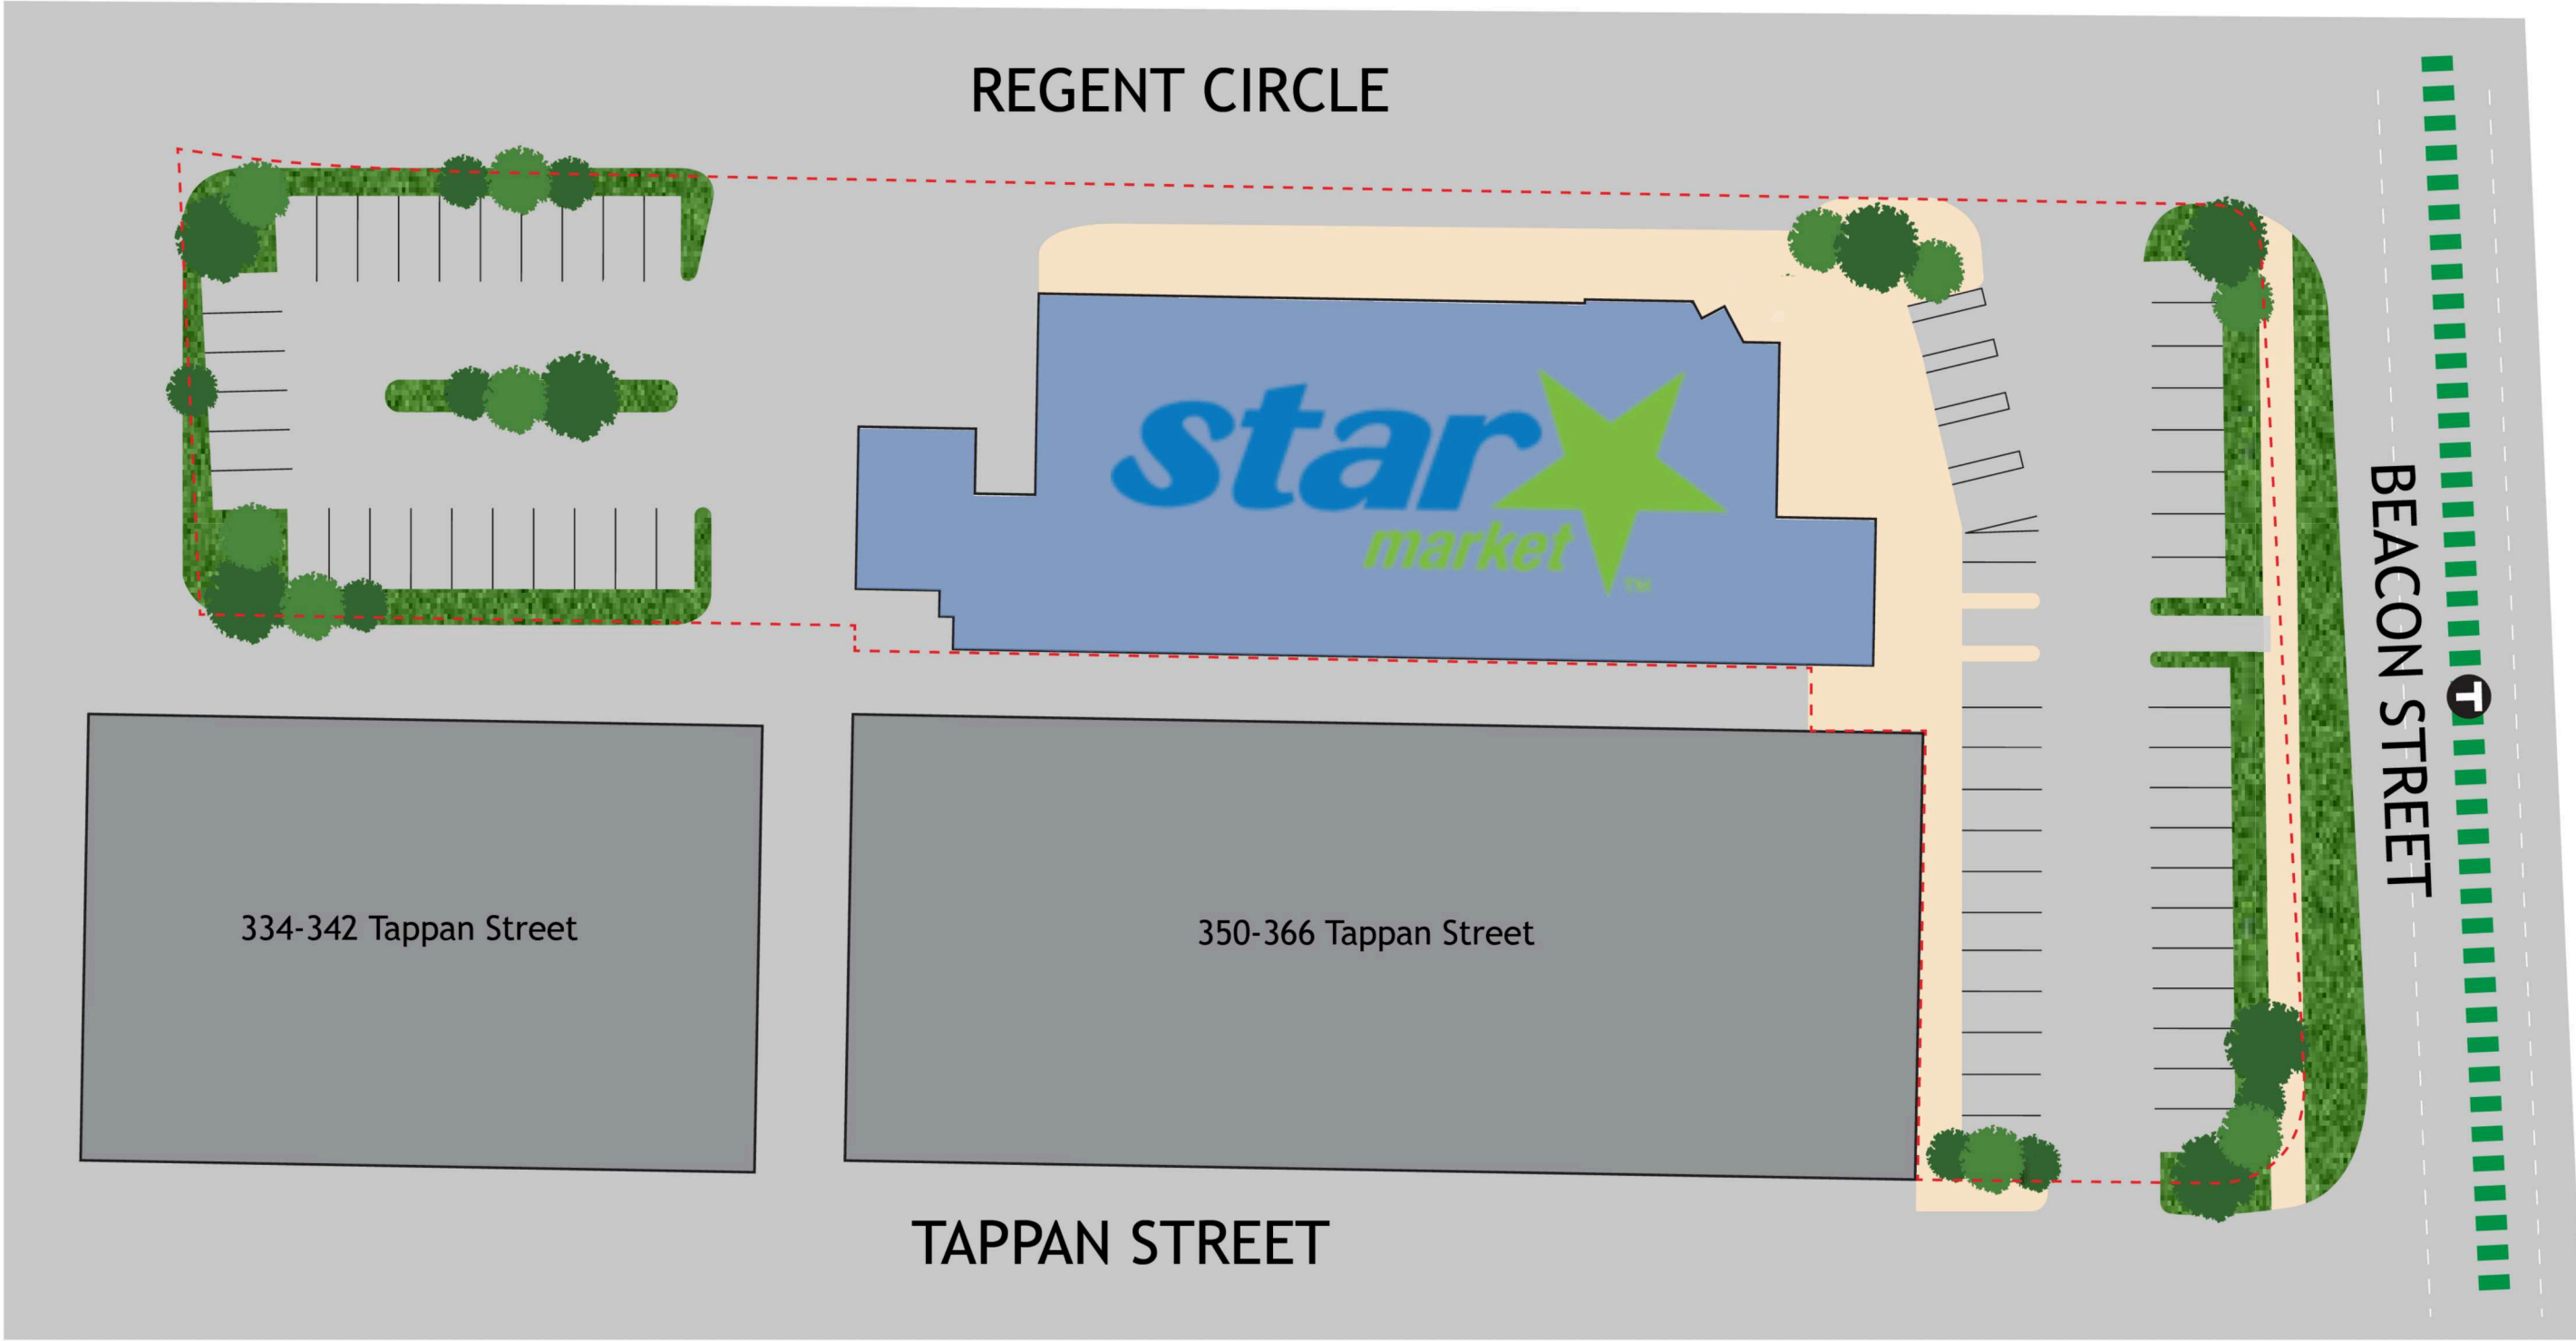 REGENT CIRCLE
star
market
TM
BEACON STREET
T
334-342 Tappan Street
350-366 Tappan Street
TAPPAN STREET